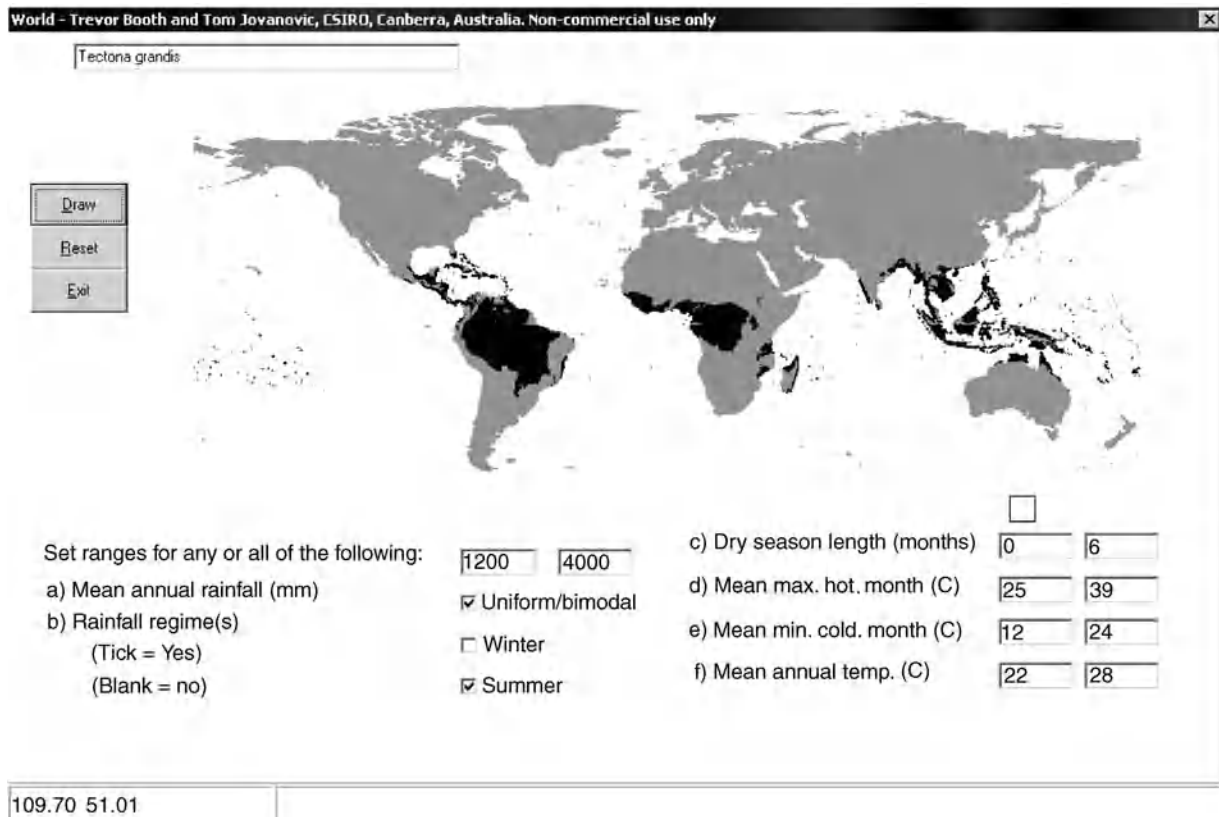 World - Trevor Booth and Tom Jovanovic, CSIRO, Canberra, Australia. Non-commercial use only
Tectona grandis
Draw
Reset
Exit
Set ranges for any or all of the following:
a) Mean annual rainfall (mm)
1200 4000
b) Rainfall regime(s)
(Tick = Yes)
(Blank = no)
Uniform/bimodal
Winter
Summer
c) Dry season length (months) 0 6
d) Mean max. hot. month (C) 25 39
e) Mean min. cold. month (C) 12 24
f) Mean annual temp. (C) 22 28
109.70 51.01